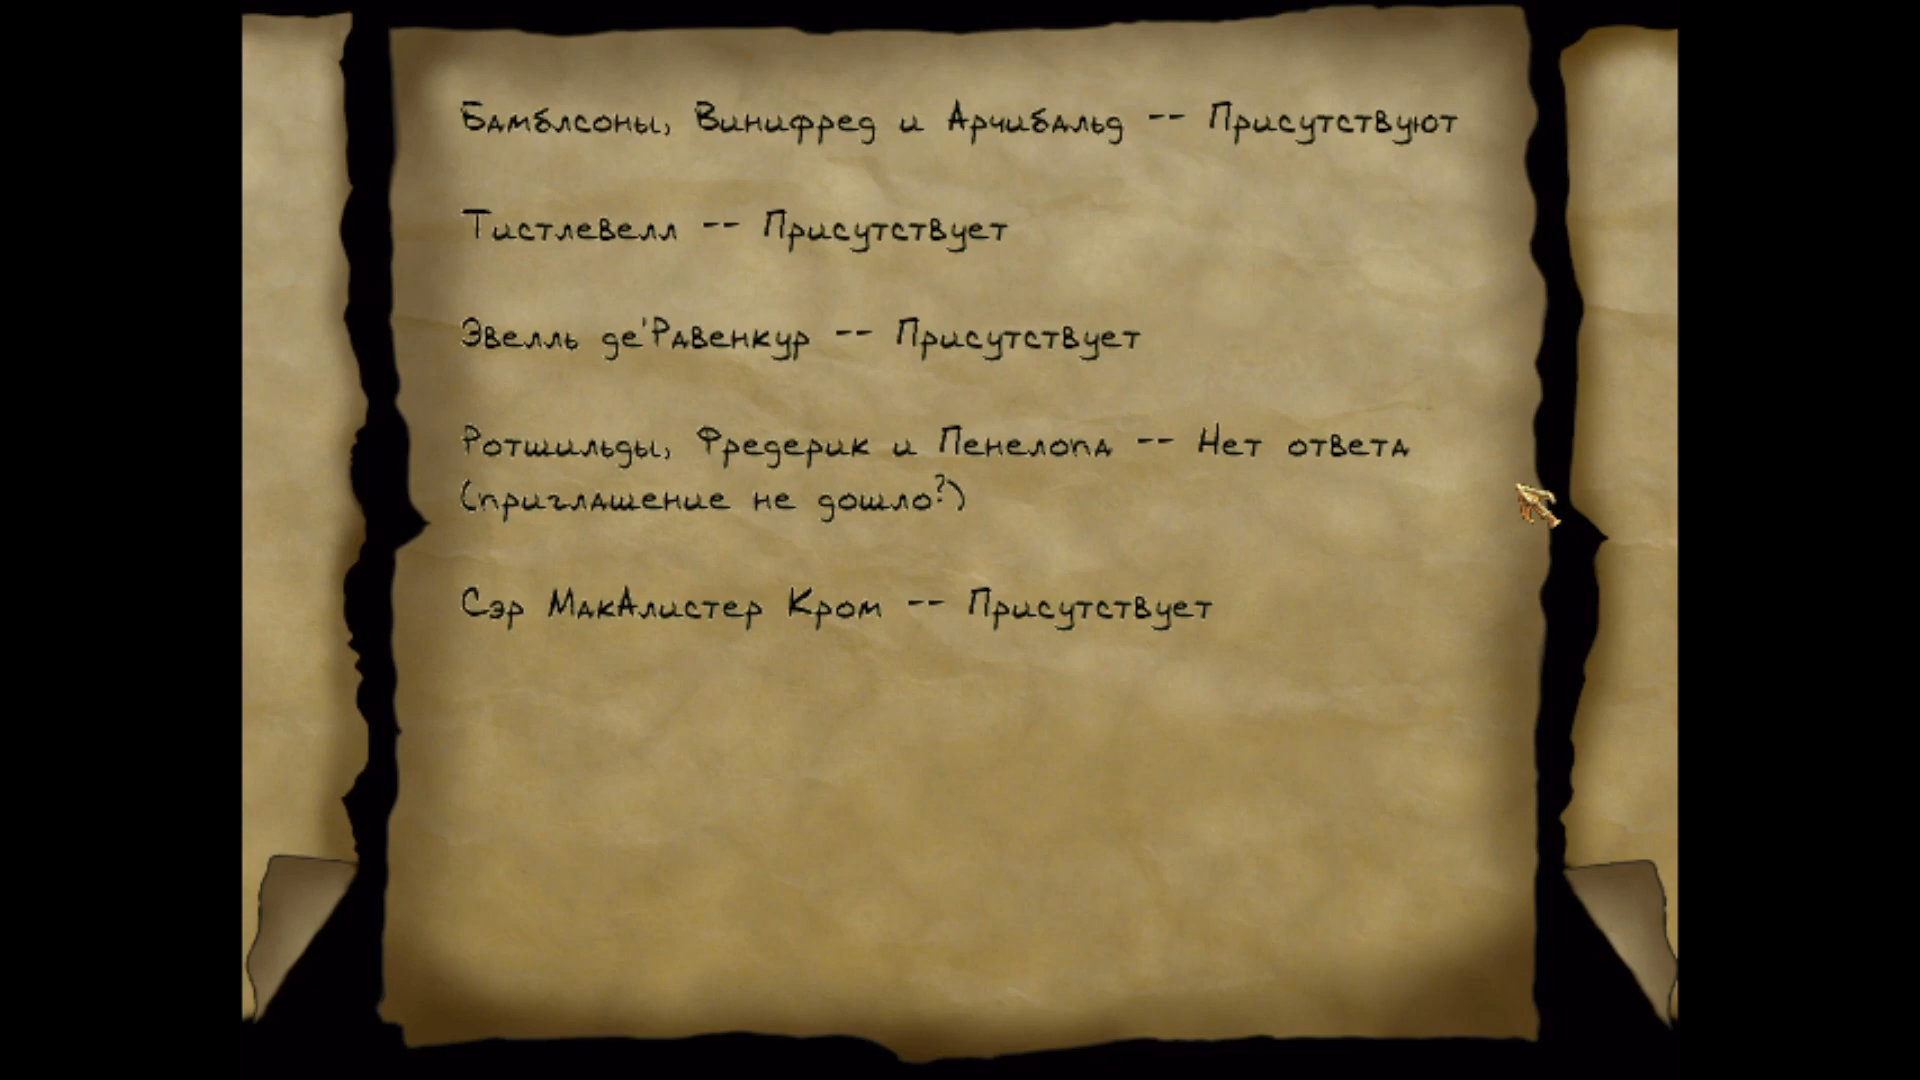 Бамблсоны, Винифред и Арчибальд -- Присутствуют
Тистлевелл -- Присутствует
Эвелль де'Равенкур -- Присутствует
Ротшильды, Фредерик и Пенелопа -- Нет ответа
(приглашение не дошло?)
Сэр МакАлистер Кром -- Присутствует